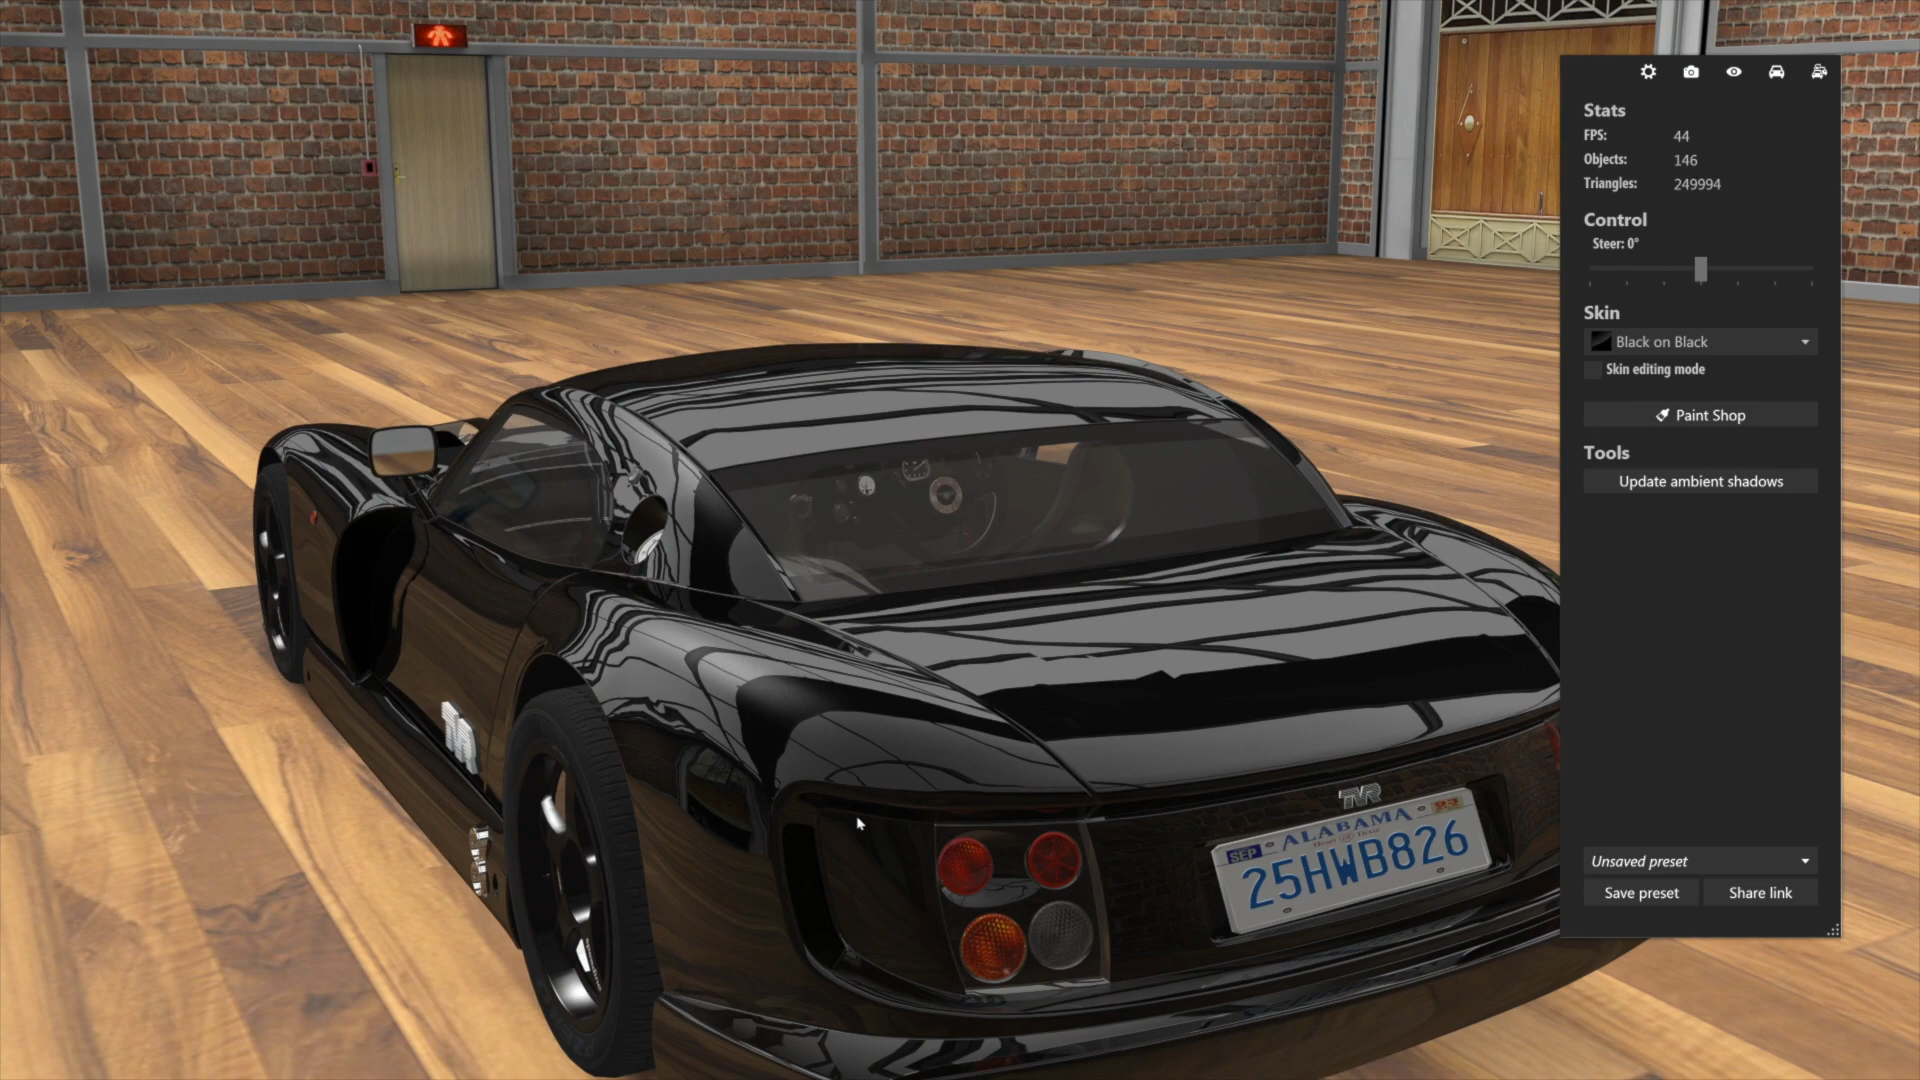 Stats
FPS: 44
Objects: 146
Triangles: 249994
Control
Steer: 0°
Skin
Black on Black
Skin editing mode
Paint Shop
Tools
Update ambient shadows
TVR
SEP
ALABAMA
25HWB826
Unsaved preset
Save preset
Share link